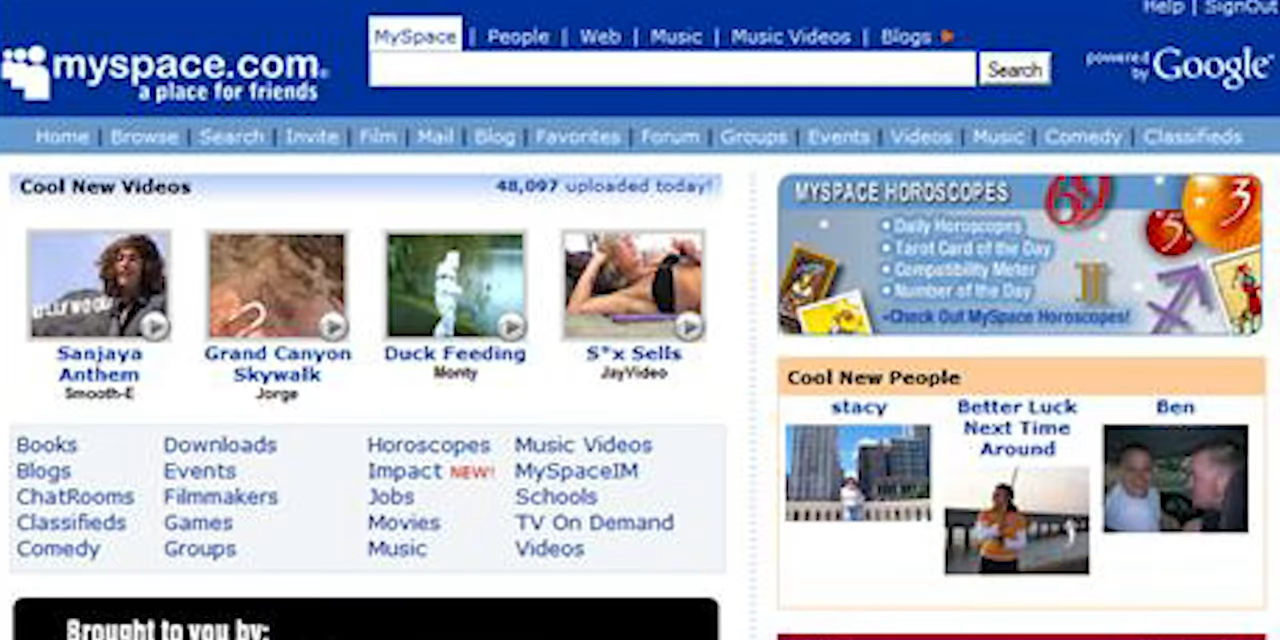 Help | SignOut
MySpace | People | Web | Music | Music Videos | Blogs
myspace.com
a place for friends
Search
powered by Google
Home | Browse | Search | Invite | Film | Mail | Blog | Favorites | Forum | Groups | Events | Videos | Music | Comedy | Classifieds
Cool New Videos
48,097 uploaded today!
Sanjaya
Anthem
Smooth-E
Grand Canyon
Skywalk
Jorge
Duck Feeding
Monty
S*x Sells
JayVideo
Books
Blogs
ChatRooms
Classifieds
Comedy
Downloads
Events
Filmmakers
Games
Groups
Horoscopes
Impact NEW!
Jobs
Movies
Music
Music Videos
MySpaceIM
Schools
TV On Demand
Videos
Brought to you by:
MYSPACE HOROSCOPES
• Daily Horoscopes
• Tarot Card of the Day
• Compatibility Meter
• Number of the Day
Check Out MySpace Horoscopes!
3
5
Cool New People
stacy
Better Luck
Next Time
Around
Ben